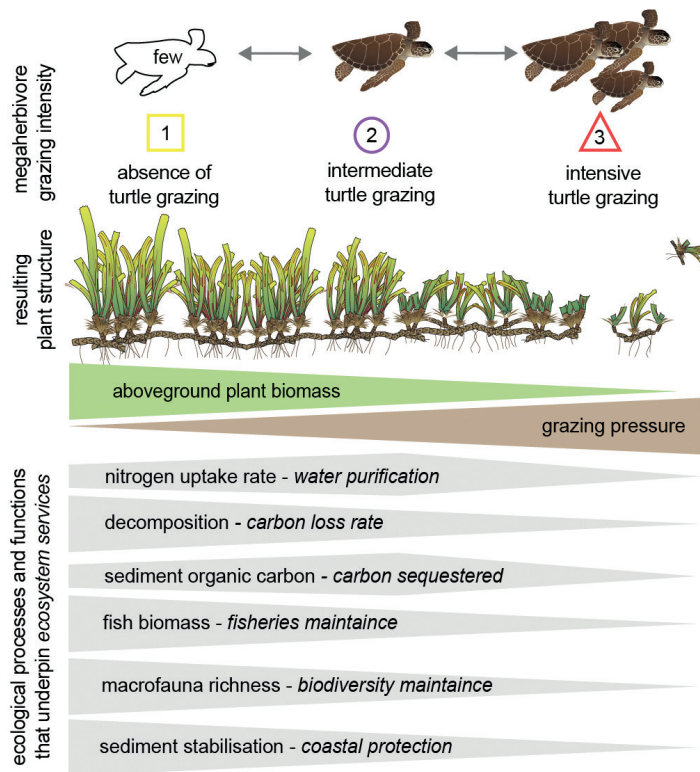 megaherbivore
grazing intensity
few
1
2
3
absence of
turtle grazing
intermediate
turtle grazing
intensive
turtle grazing
resulting
plant structure
aboveground plant biomass
grazing pressure
ecological processes and functions
that underpin ecosystem services
nitrogen uptake rate - water purification
decomposition - carbon loss rate
sediment organic carbon - carbon sequestered
fish biomass - fisheries maintaince
macrofauna richness - biodiversity maintaince
sediment stabilisation - coastal protection